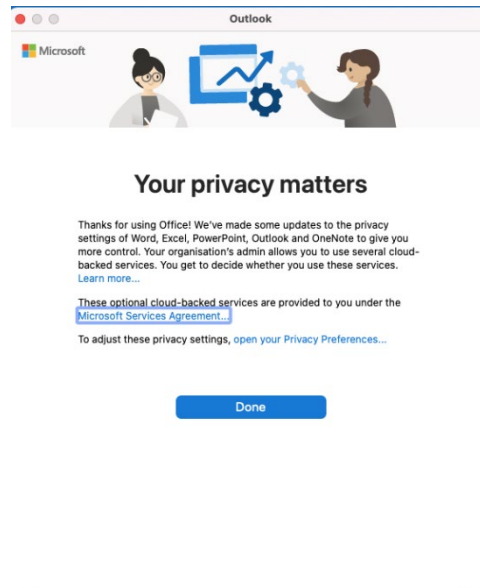 Outlook
Microsoft
Your privacy matters
Thanks for using Office! We've made some updates to the privacy
settings of Word, Excel, PowerPoint, Outlook and OneNote to give you
more control. Your organisation's admin allows you to use several cloud-
backed services. You get to decide whether you use these services.
Learn more...
These optional cloud-backed services are provided to you under the
Microsoft Services Agreement...
To adjust these privacy settings, open your Privacy Preferences...
Done